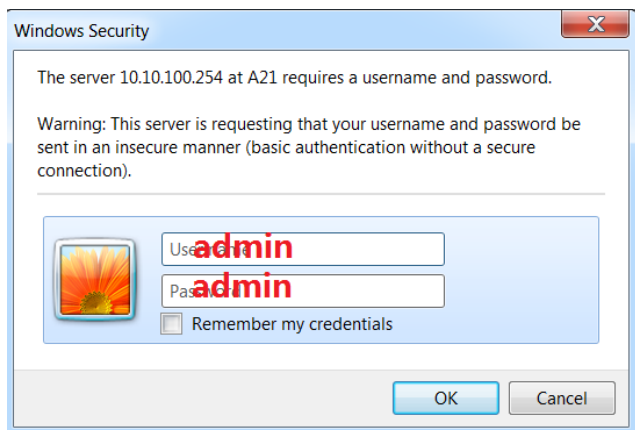 Windows Security
The server 10.10.100.254 at A21 requires a username and password.
Warning: This server is requesting that your username and password be
sent in an insecure manner (basic authentication without a secure
connection).
Username
admin
Password
admin
Remember my credentials
OK
Cancel